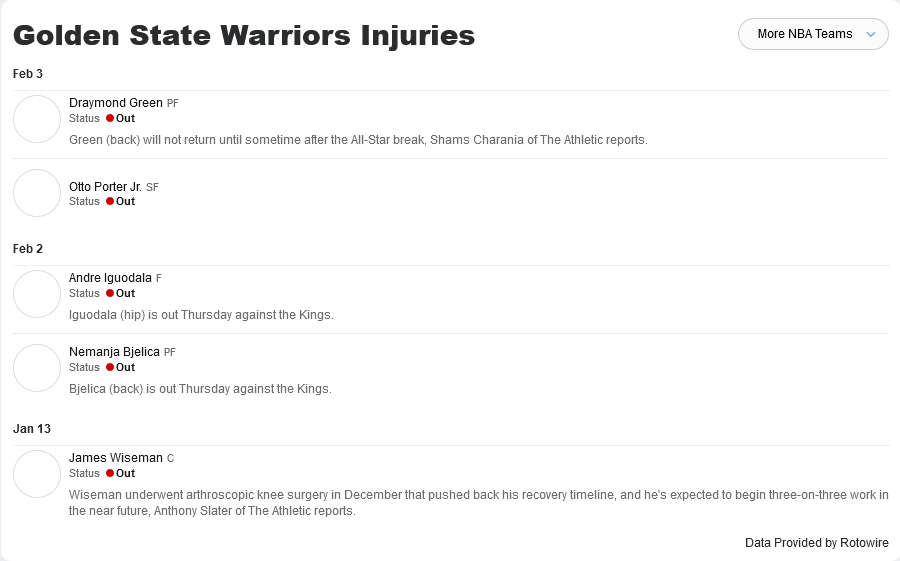 Golden State Warriors Injuries
More NBA Teams
Feb 3
Draymond Green PF
Status Out
Green (back) will not return until sometime after the All-Star break, Shams Charania of The Athletic reports.
Otto Porter Jr. SF
Status Out
Feb 2
Andre Iguodala F
Status Out
Iguodala (hip) is out Thursday against the Kings.
Nemanja Bjelica PF
Status Out
Bjelica (back) is out Thursday against the Kings.
Jan 13
James Wiseman C
Status Out
Wiseman underwent arthroscopic knee surgery in December that pushed back his recovery timeline, and he's expected to begin three-on-three work in
the near future, Anthony Slater of The Athletic reports.
Data Provided by Rotowire